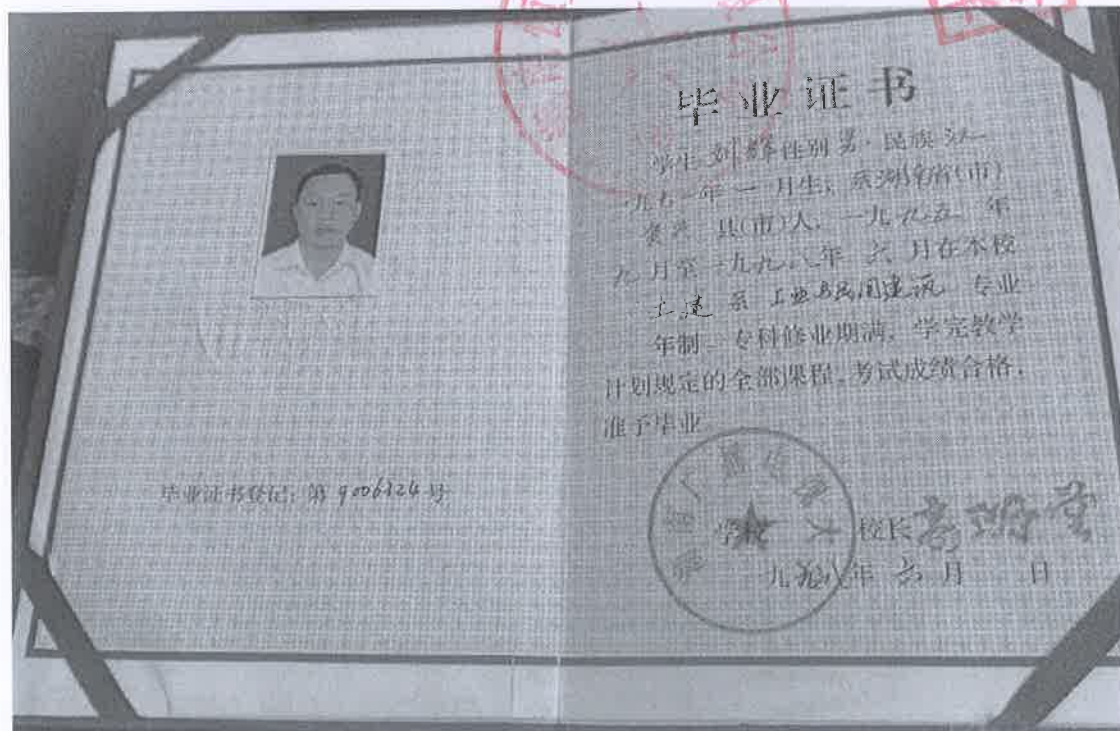 毕业证书登记:第9006824号
毕业证书
学生 刘辉 性别 男·民族 汉 一
九七一年一月生,系湖南省(市)
县(市)人,一九九五年
九月至一九九八年六月在本校
土建系 工业与民用建筑 专业
年制 专科修业期满,学完教学
计划规定的全部课程,考试成绩合格,
准予毕业
学校 校长
一九九八年六月 日